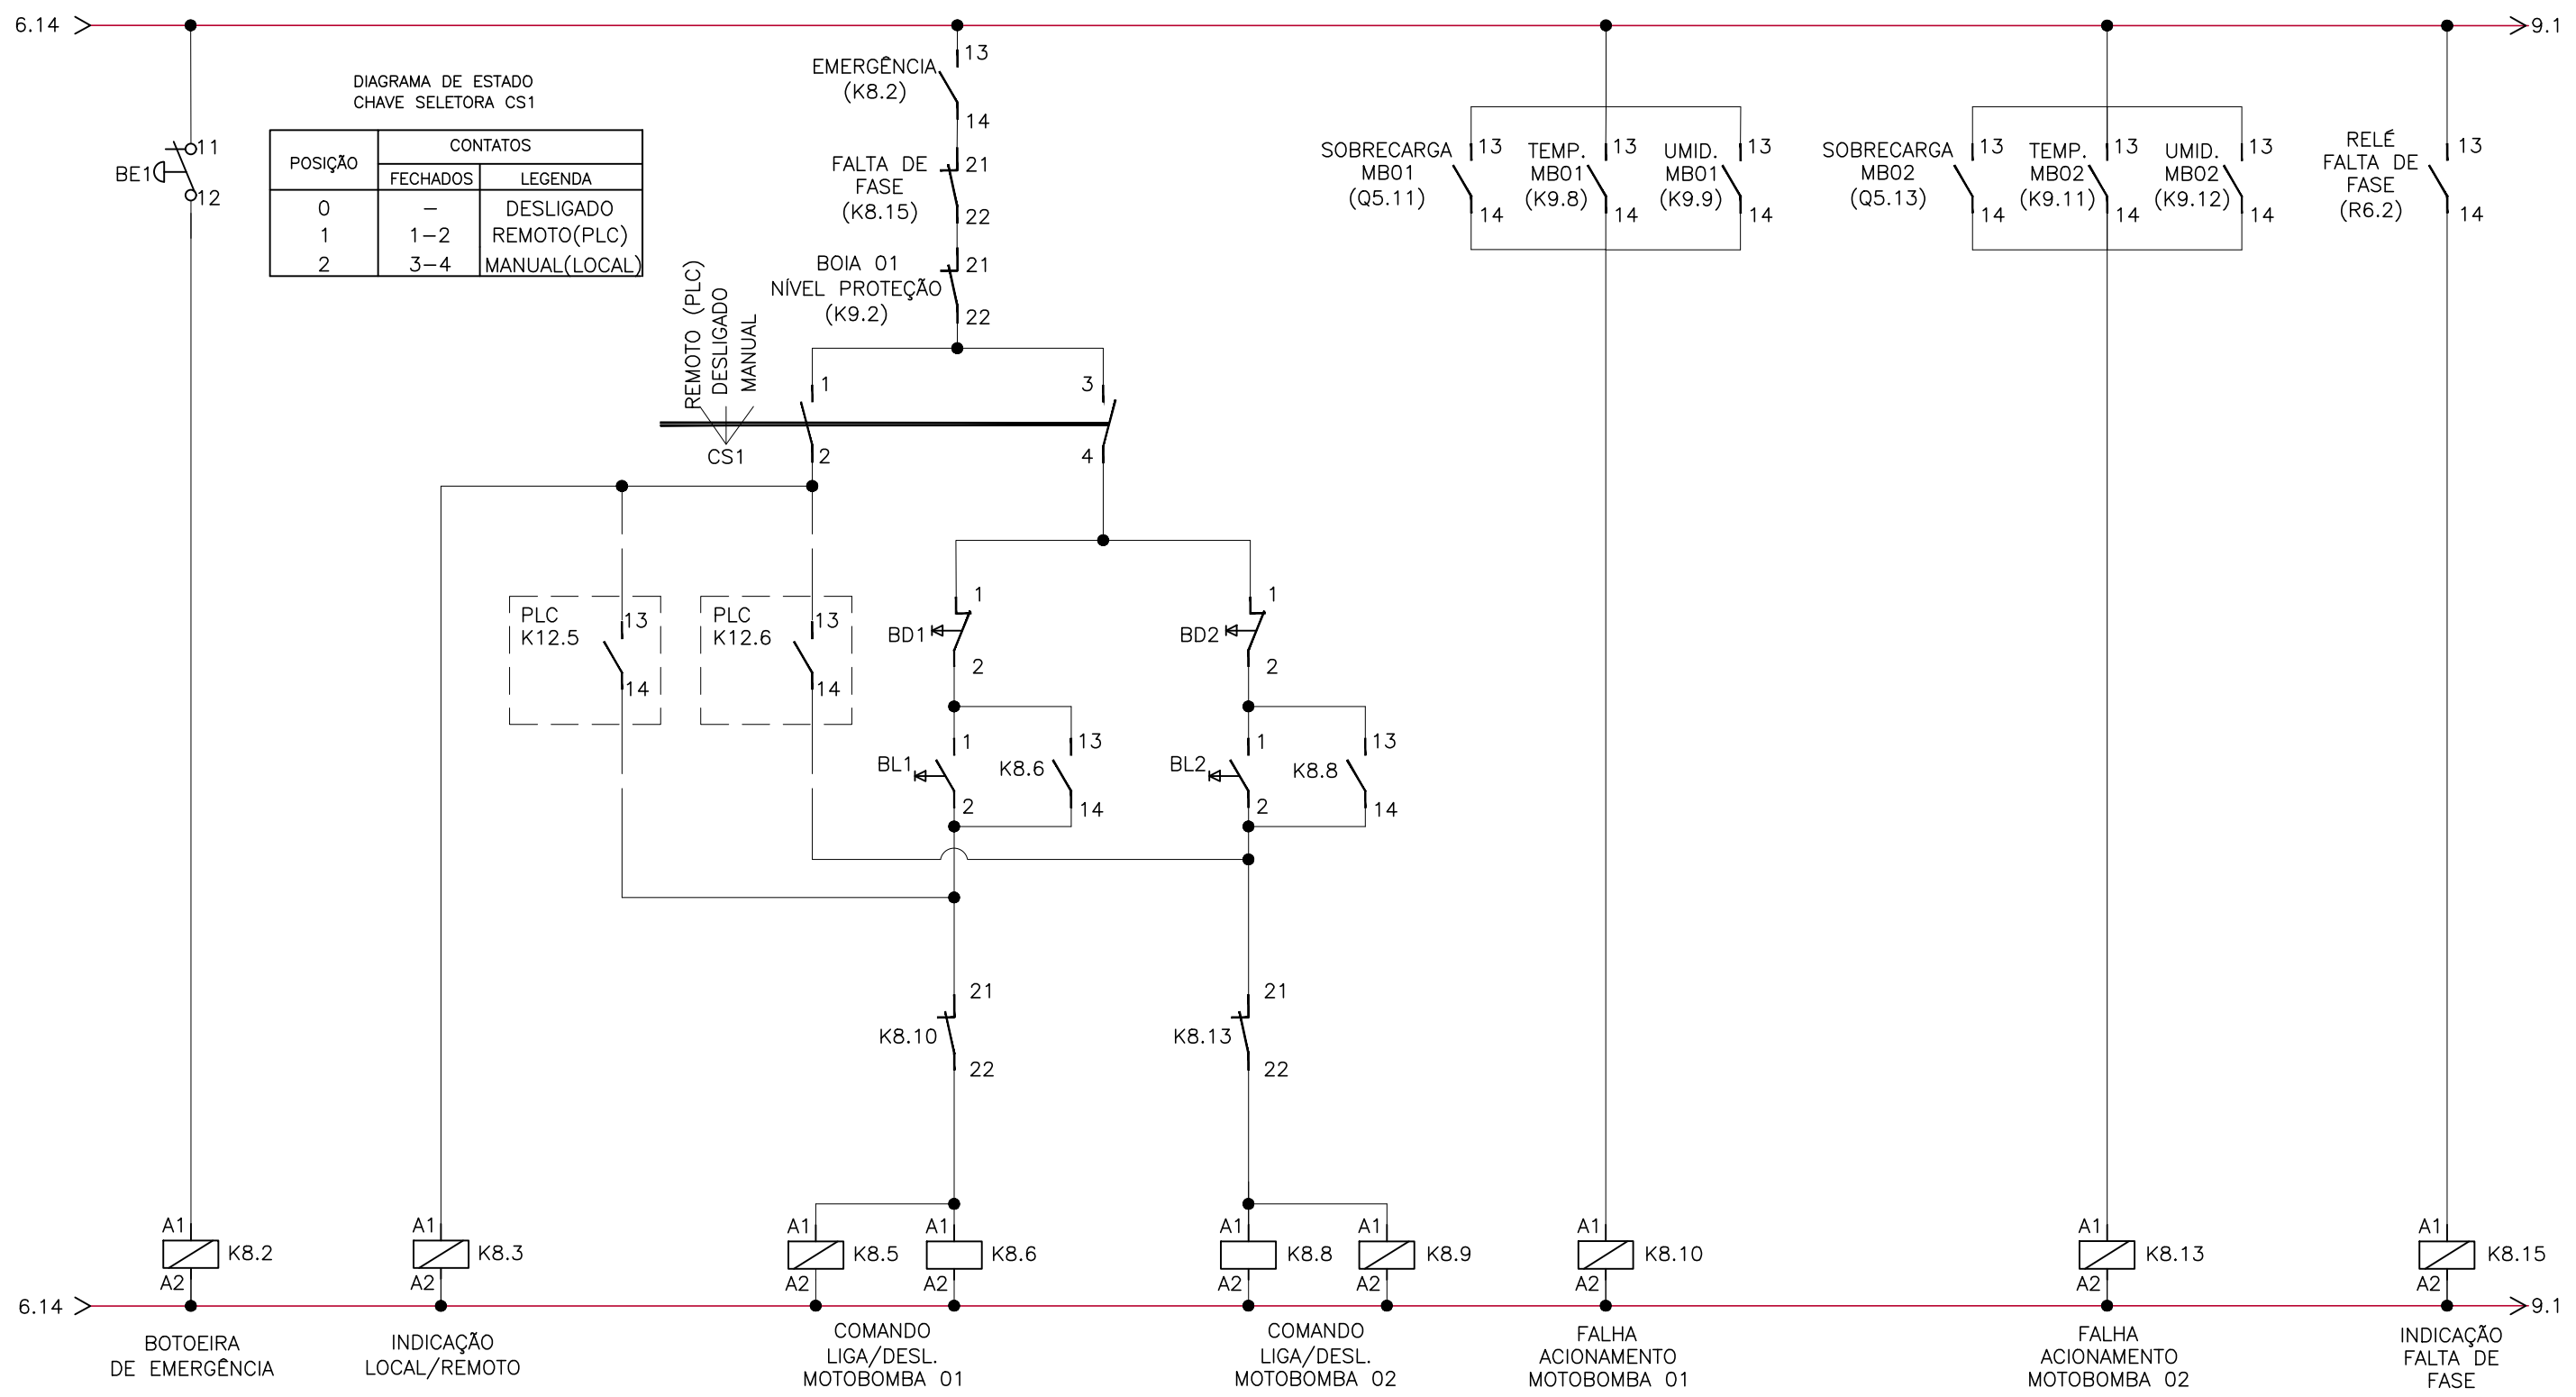 6.14
9.1
DIAGRAMA DE ESTADO
CHAVE SELETORA CS1
POSIÇÃO
CONTATOS
FECHADOS
LEGENDA
0
–
DESLIGADO
1
1–2
REMOTO(PLC)
2
3–4
MANUAL(LOCAL)
BE1
11
12
13
EMERGÊNCIA
(K8.2)
14
FALTA DE
FASE
(K8.15)
21
22
BOIA 01
NÍVEL PROTEÇÃO
(K9.2)
21
22
SOBRECARGA
MB01
(Q5.11)
13
14
TEMP.
MB01
(K9.8)
13
14
UMID.
MB01
(K9.9)
13
14
SOBRECARGA
MB02
(Q5.13)
13
14
TEMP.
MB02
(K9.11)
13
14
UMID.
MB02
(K9.12)
13
14
RELÉ
FALTA DE
FASE
(R6.2)
13
14
REMOTO (PLC)
DESLIGADO
MANUAL
CS1
1
2
3
4
PLC
K12.5
13
14
PLC
K12.6
13
14
BD1
1
2
BD2
1
2
BL1
1
2
K8.6
13
14
BL2
1
2
K8.8
13
14
K8.10
21
22
K8.13
21
22
A1
K8.2
A2
A1
K8.3
A2
A1
K8.5
A2
A1
K8.6
A2
A1
K8.8
A2
A1
K8.9
A2
A1
K8.10
A2
A1
K8.13
A2
A1
K8.15
A2
6.14
9.1
BOTOEIRA
DE EMERGÊNCIA
INDICAÇÃO
LOCAL/REMOTO
COMANDO
LIGA/DESL.
MOTOBOMBA 01
COMANDO
LIGA/DESL.
MOTOBOMBA 02
FALHA
ACIONAMENTO
MOTOBOMBA 01
FALHA
ACIONAMENTO
MOTOBOMBA 02
INDICAÇÃO
FALTA DE
FASE